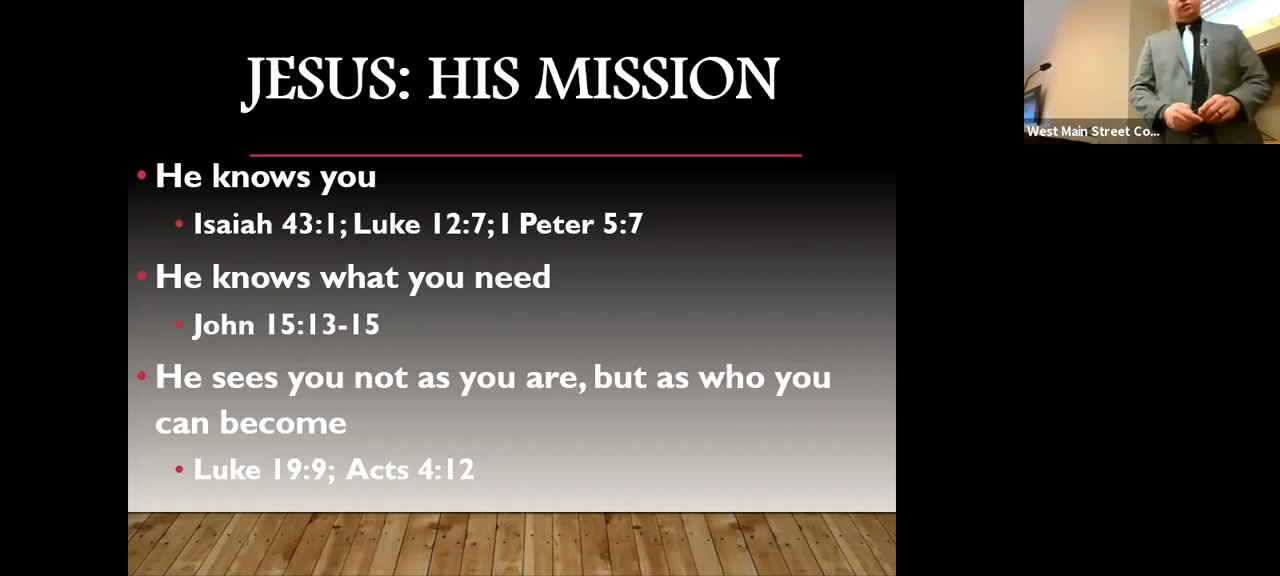 JESUS: HIS MISSION
• He knows you
• Isaiah 43:1; Luke 12:7; I Peter 5:7
• He knows what you need
• John 15:13-15
• He sees you not as you are, but as who you
can become
• Luke 19:9; Acts 4:12
West Main Street Co...